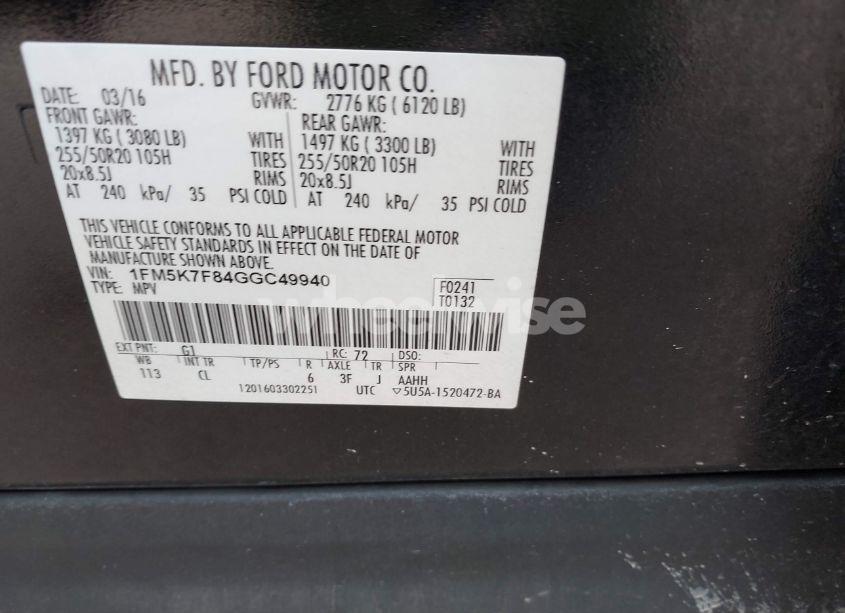 MFD. BY FORD MOTOR CO.
DATE: 03/16 GVWR: 2776 KG ( 6120 LB)
FRONT GAWR: REAR GAWR:
1397 KG ( 3080 LB) WITH 1497 KG ( 3300 LB) WITH
255/50R20 105H TIRES 255/50R20 105H TIRES
20x8.5J RIMS 20x8.5J RIMS
AT 240 kPa/ 35 PSI COLD AT 240 kPa/ 35 PSI COLD
THIS VEHICLE CONFORMS TO ALL APPLICABLE FEDERAL MOTOR
VEHICLE SAFETY STANDARDS IN EFFECT ON THE DATE OF
MANUFACTURE SHOWN ABOVE.
VIN: 1FM5K7F84GGC49940 F0241
TYPE: MPV T0132
wheelwise
EXT PNT: G1 RC: 72 DSO:
WB INT TR TP/PS R AXLE TR SPR
113 CL 6 3F J AAHH
1201603302251 UTC ▽5U5A-1520472-BA